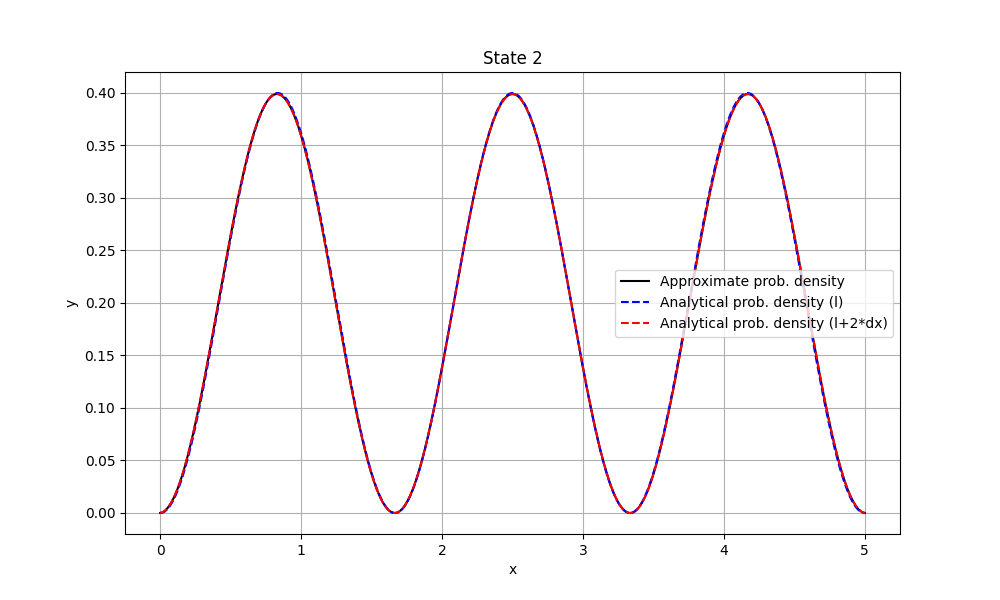 State 2
y
0.40
0.35
0.30
0.25
0.20
0.15
0.10
0.05
0.00
Approximate prob. density
Analytical prob. density (l)
Analytical prob. density (l+2*dx)
0 1 2 3 4 5
x